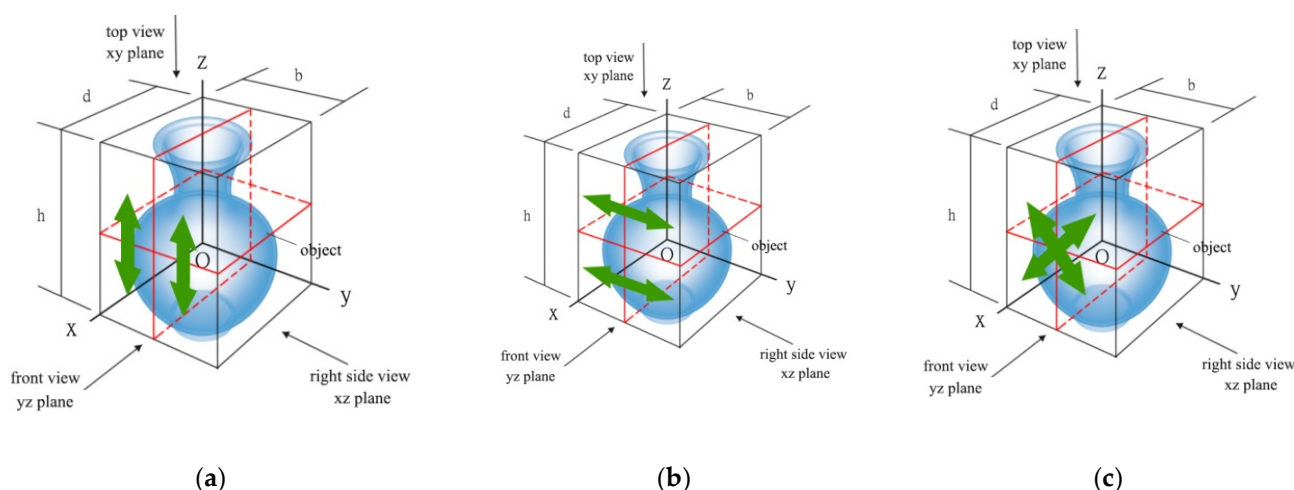 top view
xy plane
Z
b
d
h
O
object
y
X
front view
yz plane
right side view
xz plane
(a)
top view
xy plane
Z
b
d
h
O
object
y
X
front view
yz plane
right side view
xz plane
(b)
top view
xy plane
Z
b
d
h
O
object
y
X
front view
yz plane
right side view
xz plane
(c)